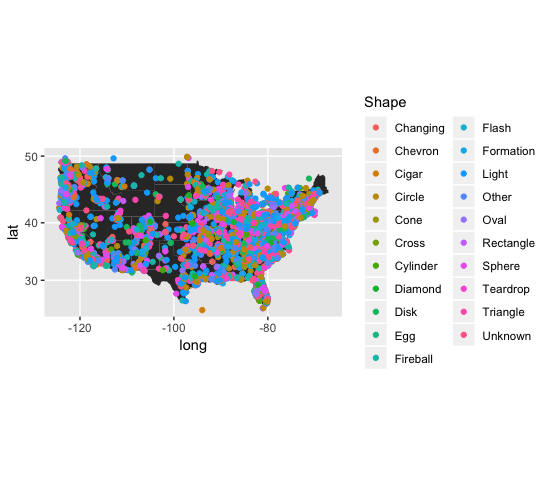 Shape
Changing
Chevron
Cigar
Circle
Cone
Cross
Cylinder
Diamond
Disk
Egg
Fireball
Flash
Formation
Light
Other
Oval
Rectangle
Sphere
Teardrop
Triangle
Unknown
lat
50
40
30
-120
-100
-80
long